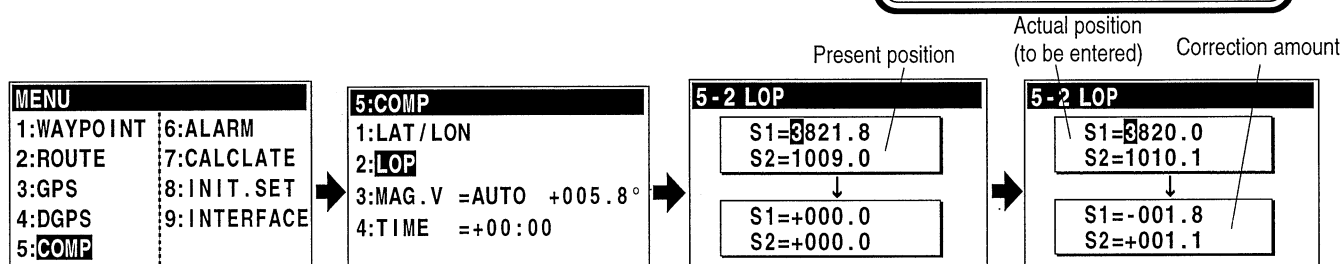 Present position
Actual position
(to be entered)
Correction amount
MENU
1:WAYPOINT 6:ALARM
2:ROUTE 7:CALCLATE
3:GPS 8:INIT.SET
4:DGPS 9:INTERFACE
5:COMP
5:COMP
1:LAT/LON
2:LOP
3:MAG.V =AUTO +005.8°
4:TIME =+00:00
5-2 LOP
S1=3821.8
S2=1009.0
↓
S1=+000.0
S2=+000.0
5-2 LOP
S1=3820.0
S2=1010.1
↓
S1=-001.8
S2=+001.1